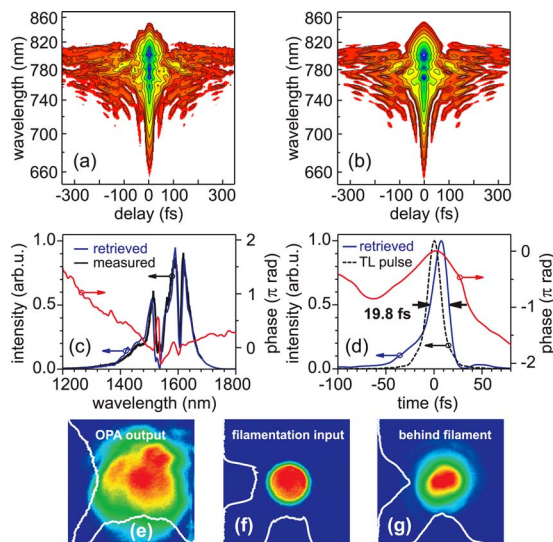 860
820
780
740
700
660
wavelength (nm)
(a)
-300 -100 0 100 300
delay (fs)
860
820
780
740
700
660
wavelength (nm)
(b)
-300 -100 0 100 300
delay (fs)
1.0
0.5
0.0
intensity (arb.u.)
retrieved
measured
(c)
2
1
0
phase (π rad)
1200 1400 1600 1800
wavelength (nm)
1.0
0.5
0.0
intensity (arb.u.)
retrieved
TL pulse
19.8 fs
(d)
0
-1
-2
phase (π rad)
-100 -50 0 50
time (fs)
OPA output
(e)
filamentation input
(f)
behind filament
(g)